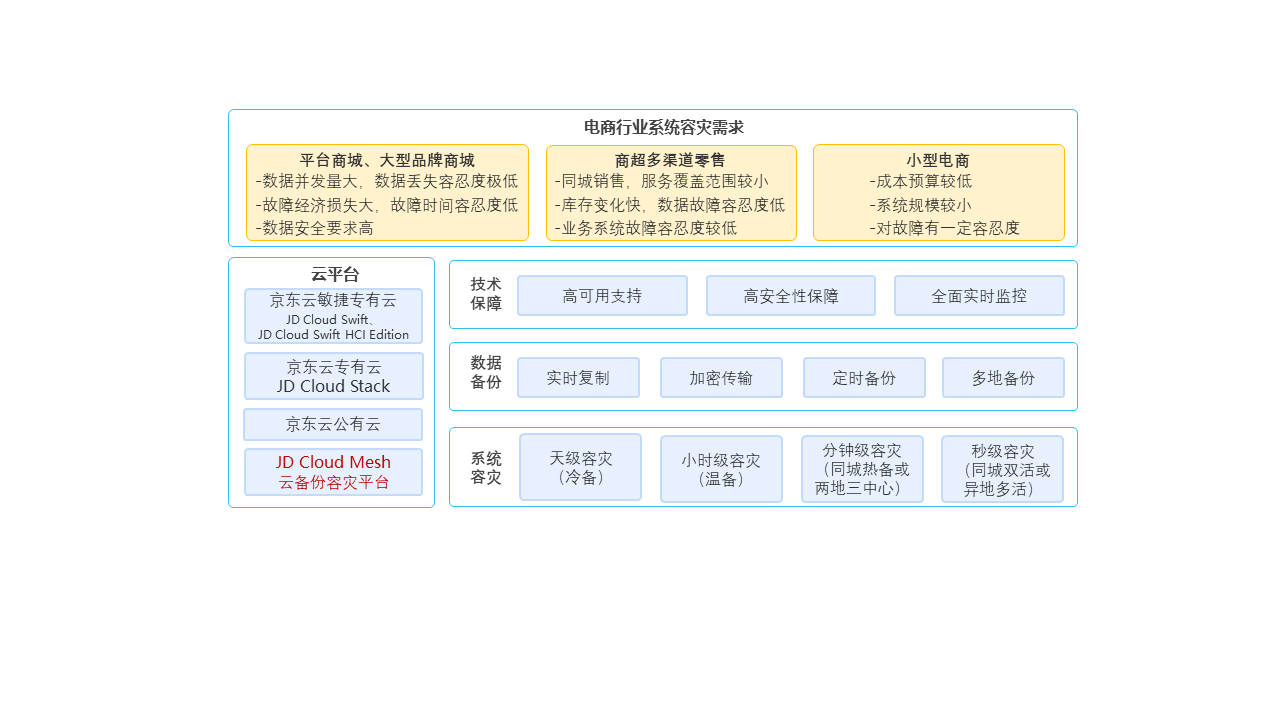 电商行业系统容灾需求
平台商城、大型品牌商城
-数据并发量大，数据丢失容忍度极低
-故障经济损失大，故障时间容忍度低
-数据安全要求高
商超多渠道零售
-同城销售，服务覆盖范围较小
-库存变化快，数据故障容忍度低
-业务系统故障容忍度较低
小型电商
-成本预算较低
-系统规模较小
-对故障有一定容忍度
云平台
京东云敏捷专有云
JD Cloud Swift、
JD Cloud Swift HCI Edition
京东云专有云
JD Cloud Stack
京东云公有云
JD Cloud Mesh
云备份容灾平台
技术
保障
高可用支持
高安全性保障
全面实时监控
数据
备份
实时复制
加密传输
定时备份
多地备份
系统
容灾
天级容灾
（冷备）
小时级容灾
（温备）
分钟级容灾
（同城热备或
两地三中心）
秒级容灾
（同城双活或
异地多活）